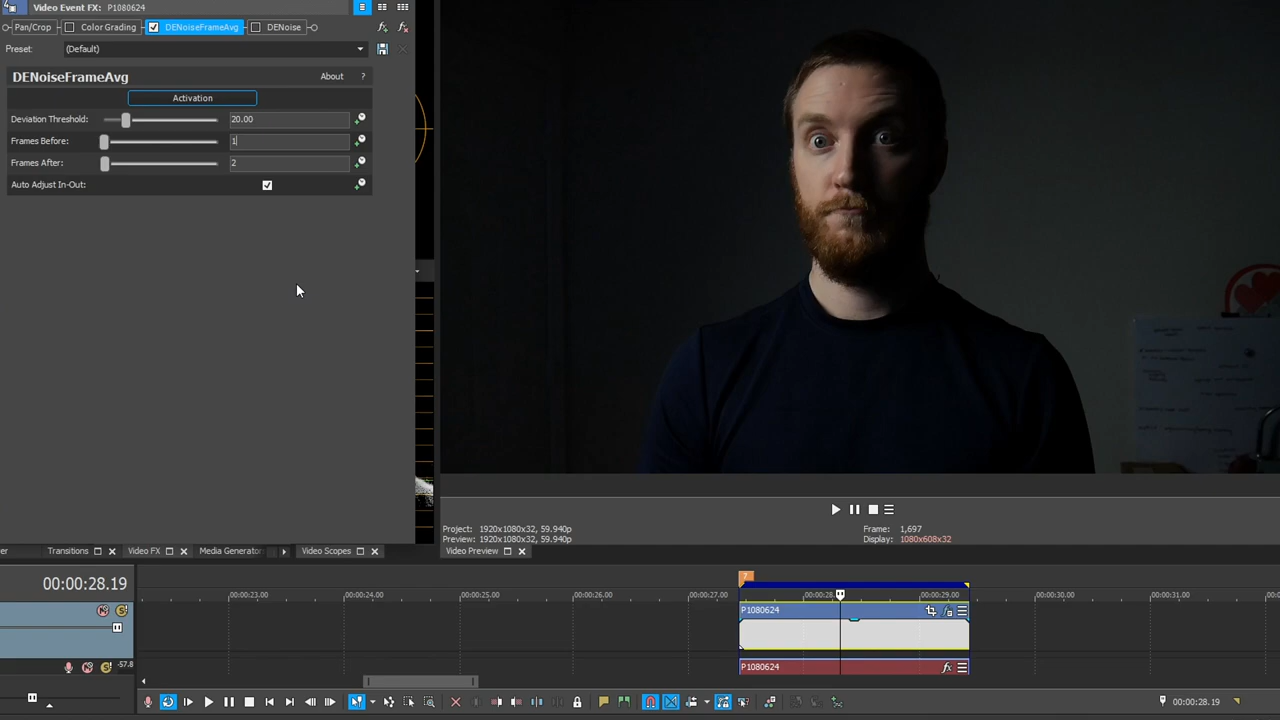 Video Event FX: P1080624
Pan/Crop Color Grading DENoiseFrameAvg DENoise
Preset: (Default)
DENoiseFrameAvg About ?
Activation
Deviation Threshold: 20.00
Frames Before: 1
Frames After: 2
Auto Adjust In-Out:
Project: 1920x1080x32, 59.940p Frame: 1,697
Preview: 1920x1080x32, 59.940p Display: 1080x608x32
er Transitions Video FX Media Generator Video Scopes Video Preview
00:00:28.19
7
00:00:23.00 00:00:24.00 00:00:25.00 00:00:26.00 00:00:27.00 00:00:28. 00:00:29.00 00:00:30.00 00:00:31.00
P1080624
-57.8 P1080624
00:00:28.19